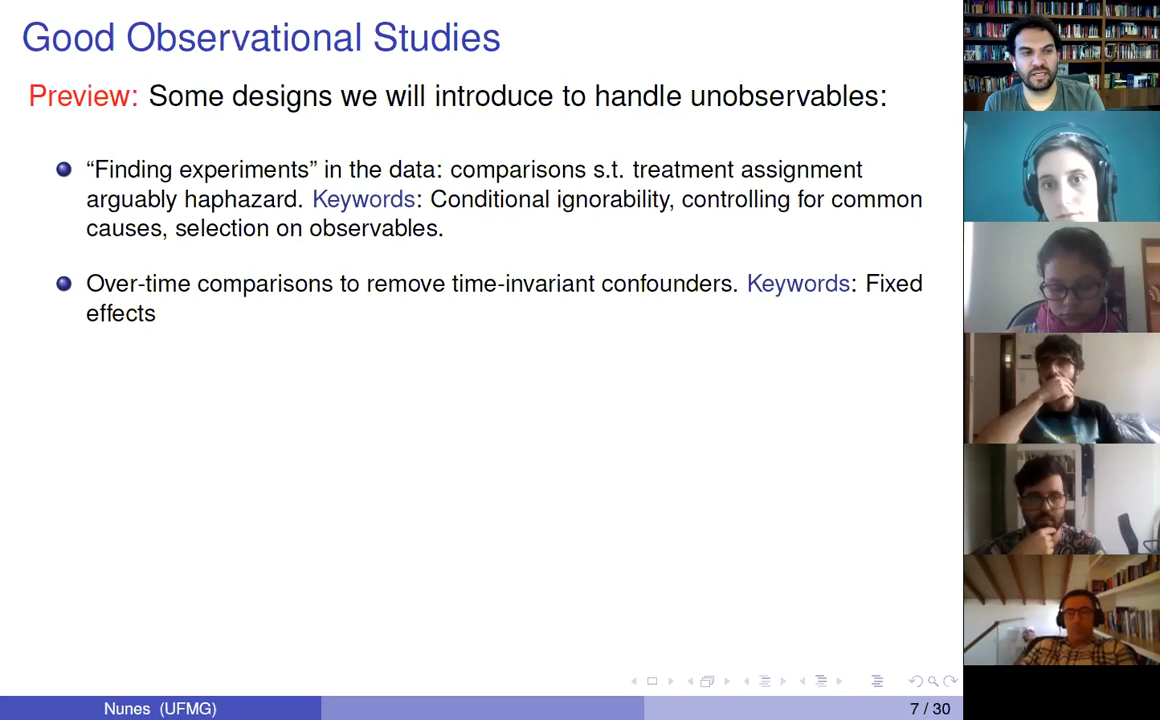 Good Observational Studies
Preview: Some designs we will introduce to handle unobservables:
“Finding experiments” in the data: comparisons s.t. treatment assignment
arguably haphazard. Keywords: Conditional ignorability, controlling for common
causes, selection on observables.
Over-time comparisons to remove time-invariant confounders. Keywords: Fixed
effects
Nunes (UFMG)
7 / 30